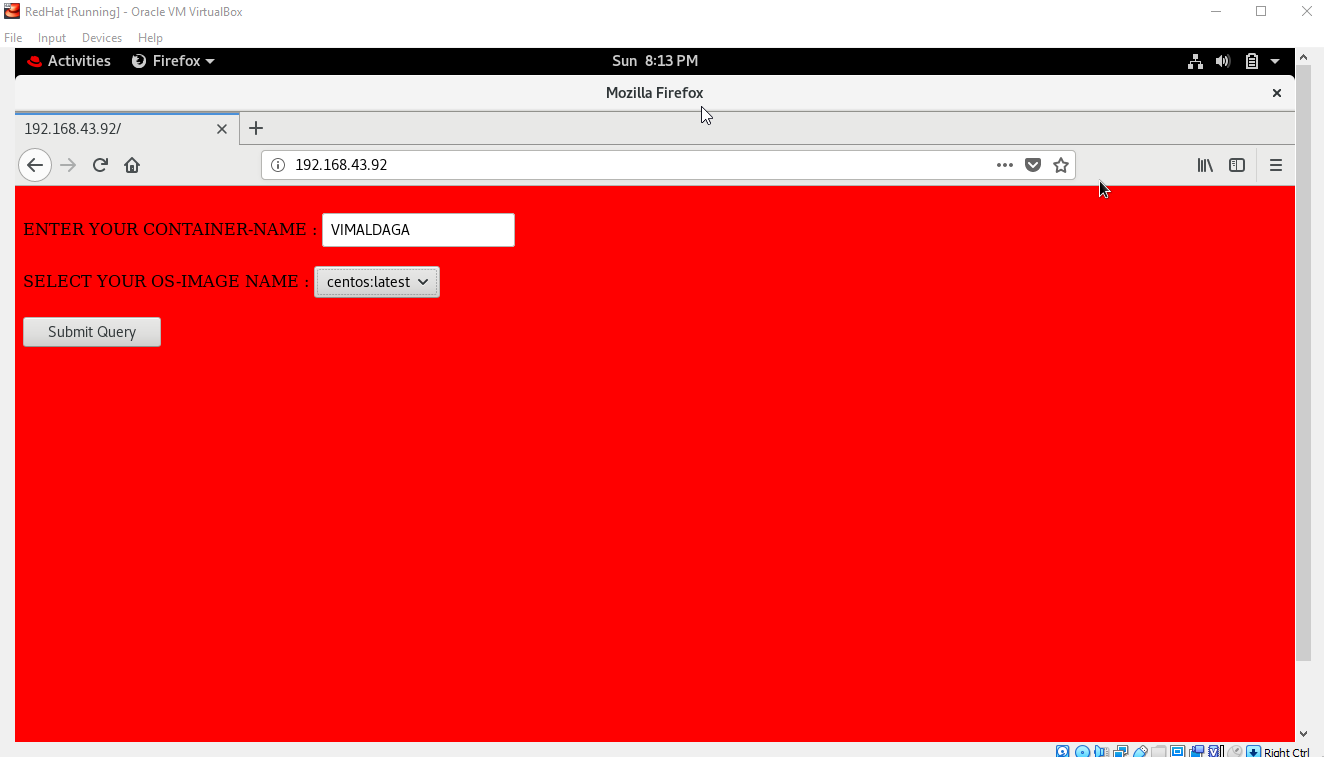 RedHat [Running] - Oracle VM VirtualBox
File Input Devices Help
Activities Firefox Sun 8:13 PM
Mozilla Firefox
192.168.43.92/
192.168.43.92
ENTER YOUR CONTAINER-NAME : VIMALDAGA
SELECT YOUR OS-IMAGE NAME : centos:latest
Submit Query
Right Ctrl